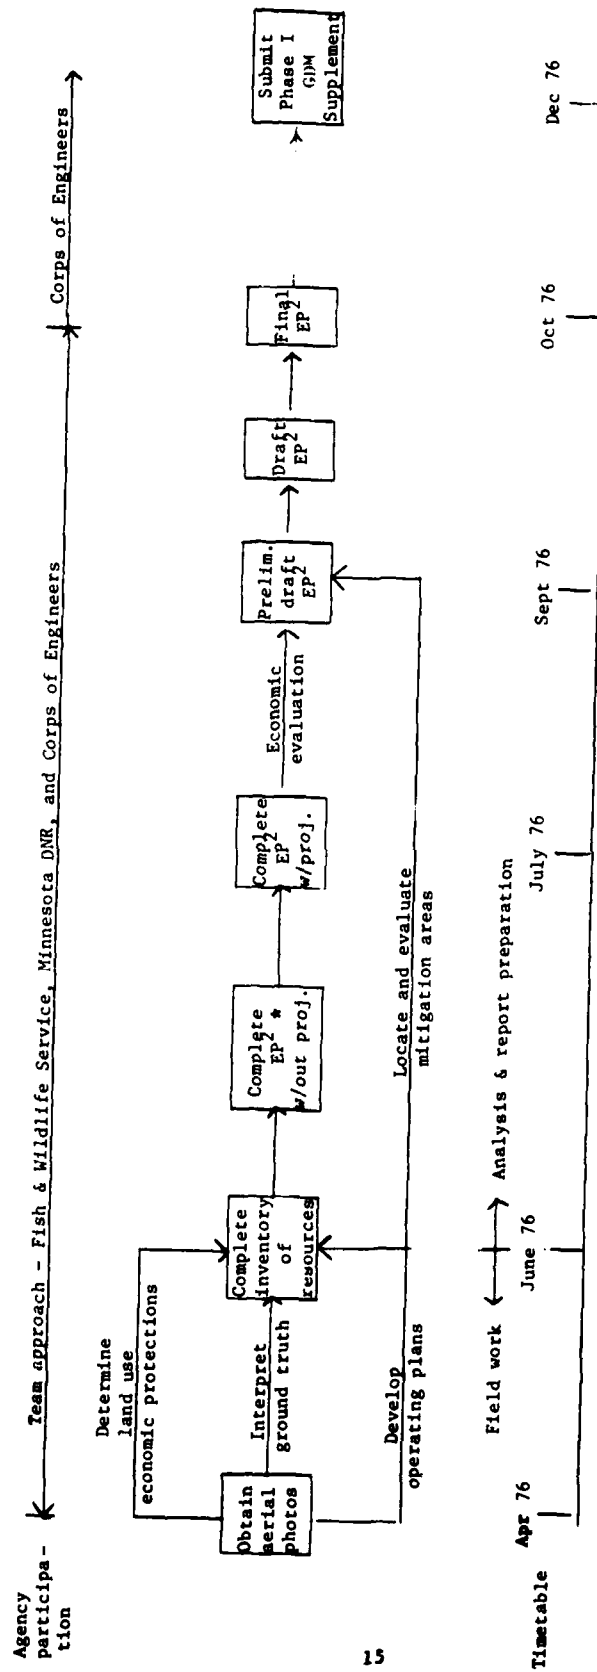 Agency
participa-
tion
Team approach - Fish & Wildlife Service, Minnesota DNR, and Corps of Engineers
Corps of Engineers
Determine
land use
economic protections
Obtain
aerial
photos
Interpret
ground truth
Complete
inventory
of
resources
Complete
EP² *
w/out proj.
Complete
EP²
w/proj.
Economic
evaluation
Prelim.
draft
EP²
Draft
EP²
Final
EP²
Submit
Phase I
GDM
Supplement
Develop
operating plans
Locate and evaluate
mitigation areas
Field work
Analysis & report preparation
Timetable
Apr 76
June 76
July 76
Sept 76
Oct 76
Dec 76
15